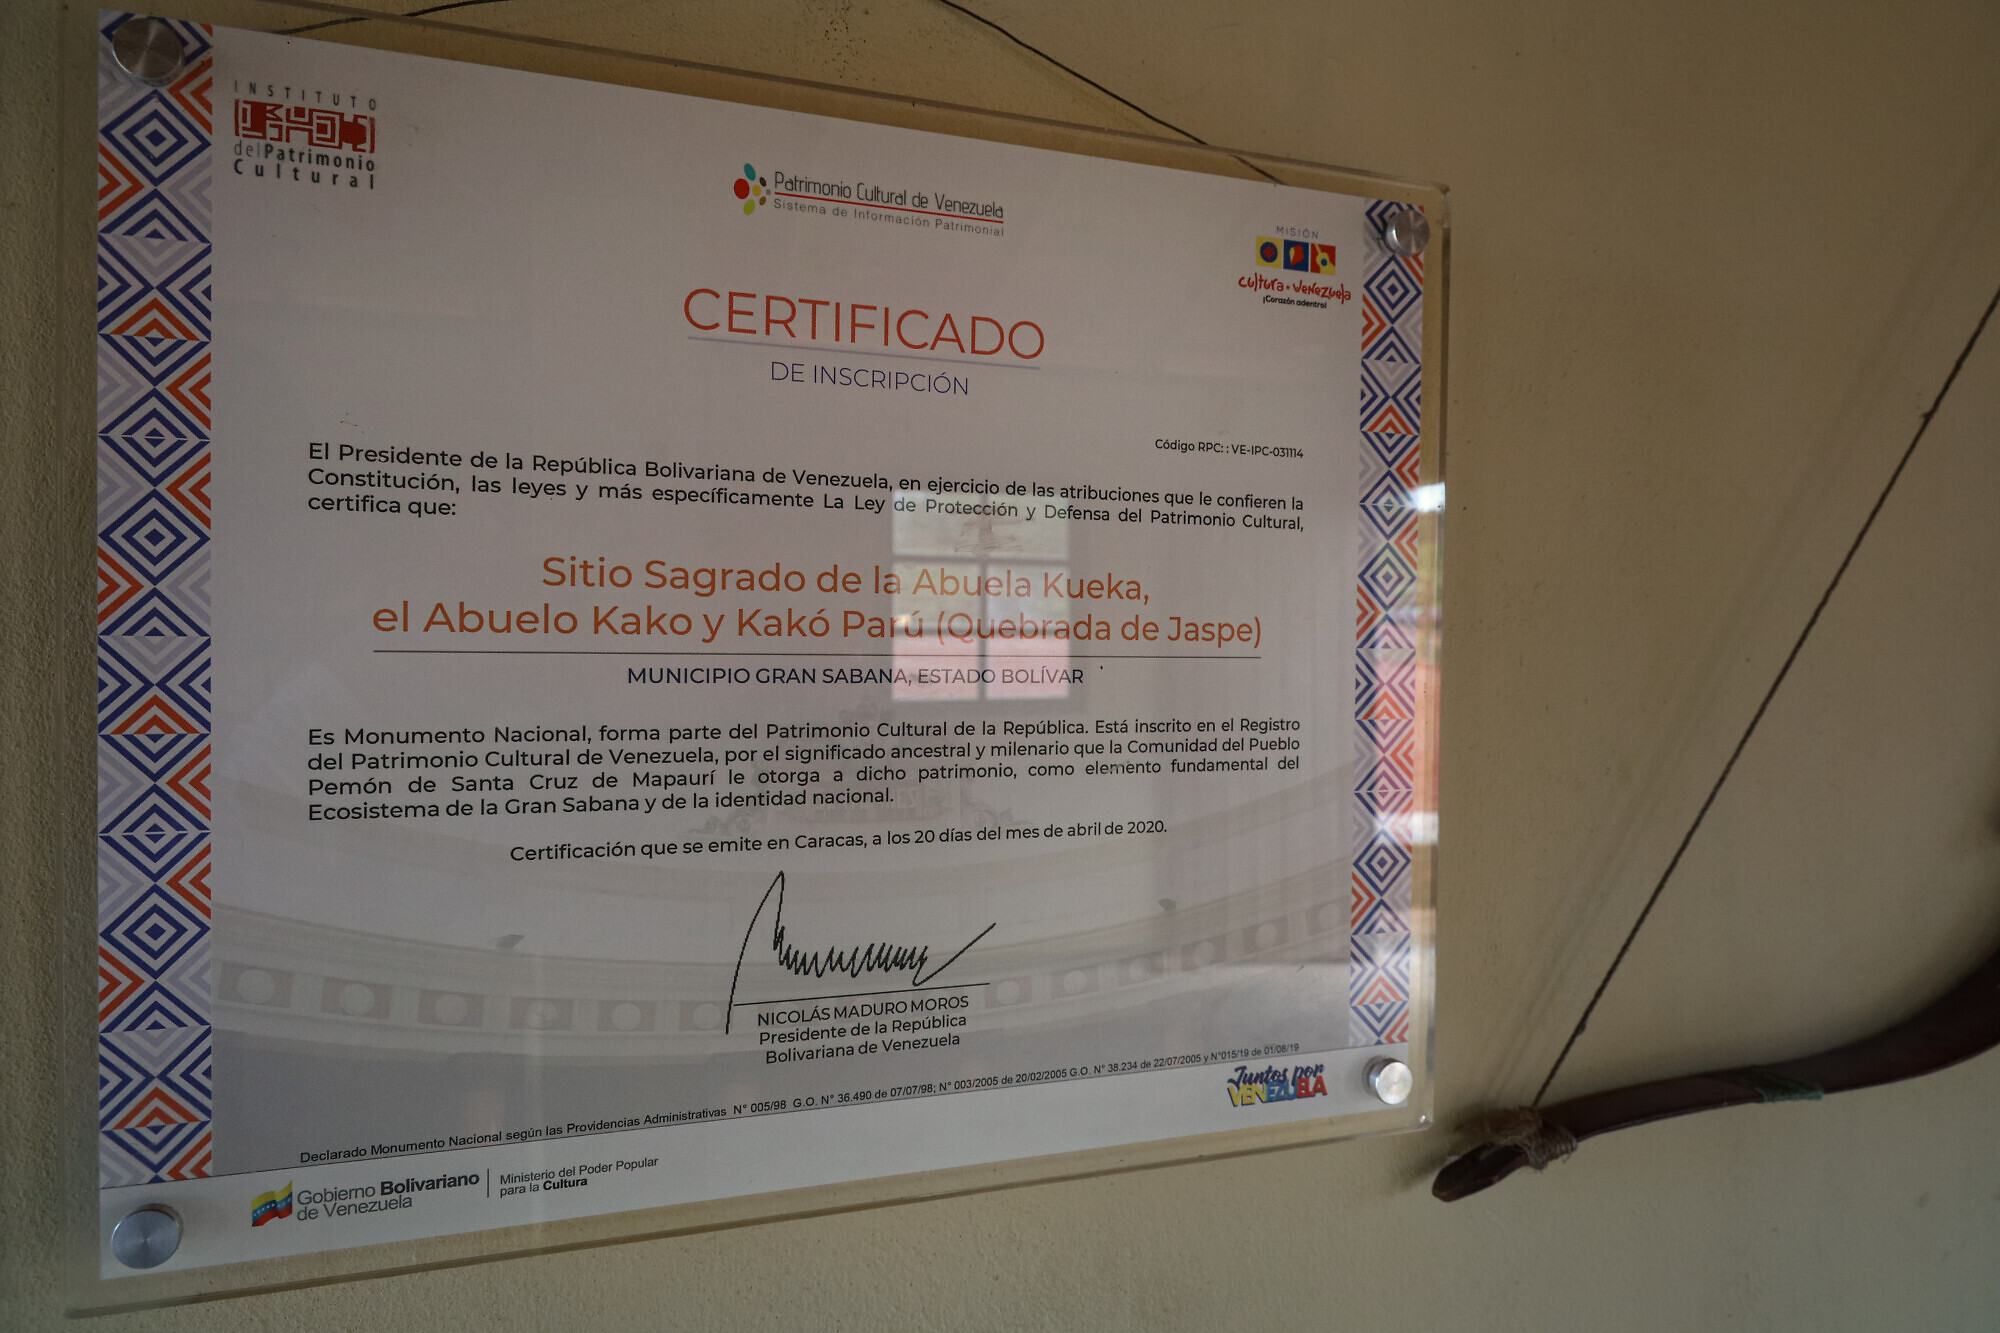 INSTITUTO
delPatrimonio
Cultural
Patrimonio Cultural de Venezuela
Sistema de Información Patrimonial
MISIÓN
cultura • Venezuela
¡Corazón adentro!
CERTIFICADO
DE INSCRIPCIÓN
Código RPC: : VE-IPC-031114
El Presidente de la República Bolivariana de Venezuela, en ejercicio de las atribuciones que le confieren la
Constitución, las leyes y más específicamente La Ley de Protección y Defensa del Patrimonio Cultural,
certifica que:
Sitio Sagrado de la Abuela Kueka,
el Abuelo Kako y Kakó Parú (Quebrada de Jaspe)
MUNICIPIO GRAN SABANA, ESTADO BOLÍVAR
Es Monumento Nacional, forma parte del Patrimonio Cultural de la República. Está inscrito en el Registro
del Patrimonio Cultural de Venezuela, por el significado ancestral y milenario que la Comunidad del Pueblo
Pemón de Santa Cruz de Mapaurí le otorga a dicho patrimonio, como elemento fundamental del
Ecosistema de la Gran Sabana y de la identidad nacional.
Certificación que se emite en Caracas, a los 20 días del mes de abril de 2020.
NICOLÁS MADURO MOROS
Presidente de la República
Bolivariana de Venezuela
Declarado Monumento Nacional según las Providencias Administrativas N° 005/98 G.O. N° 36.490 de 07/07/98; N° 003/2005 de 20/02/2005 G.O. N° 38.234 de 22/07/2005 y N°015/19 de 01/08/19
Juntos por
VENEZUELA
Gobierno Bolivariano
de Venezuela
Ministerio del Poder Popular
para la Cultura